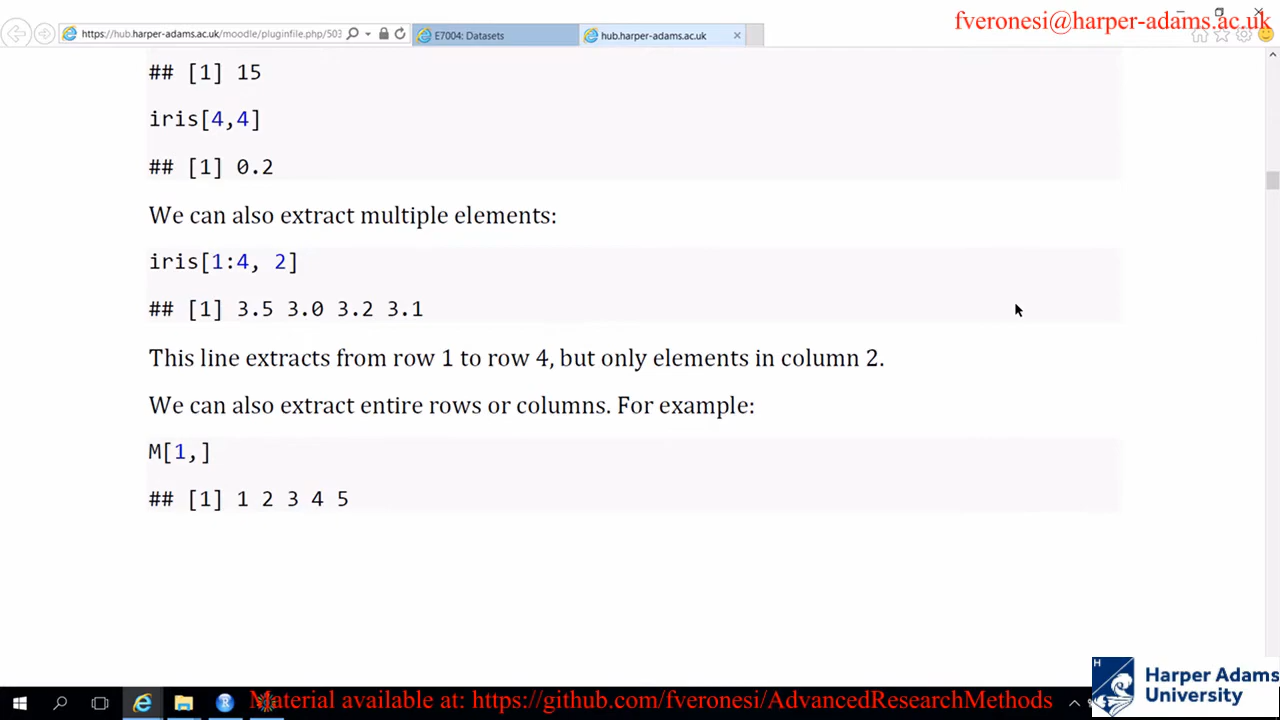 fveronesi@harper-adams.ac.uk
https://hub.harper-adams.ac.uk/moodle/pluginfile.php/503
E7004: Datasets
hub.harper-adams.ac.uk
## [1] 15
iris[4,4]
## [1] 0.2
We can also extract multiple elements:
iris[1:4, 2]
## [1] 3.5 3.0 3.2 3.1
This line extracts from row 1 to row 4, but only elements in column 2.
We can also extract entire rows or columns. For example:
M[1,]
## [1] 1 2 3 4 5
H
Harper Adams
University
Material available at: https://github.com/fveronesi/AdvancedResearchMethods